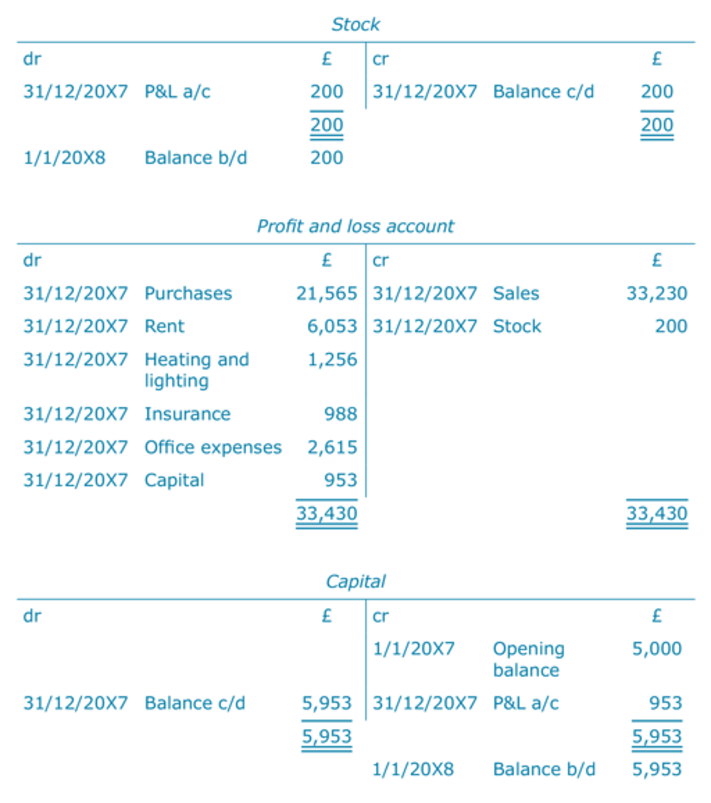 Stock
dr £ cr £
31/12/20X7 P&L a/c 200 31/12/20X7 Balance c/d 200
200 200
1/1/20X8 Balance b/d 200
Profit and loss account
dr £ cr £
31/12/20X7 Purchases 21,565 31/12/20X7 Sales 33,230
31/12/20X7 Rent 6,053 31/12/20X7 Stock 200
31/12/20X7 Heating and 1,256
lighting
31/12/20X7 Insurance 988
31/12/20X7 Office expenses 2,615
31/12/20X7 Capital 953
33,430 33,430
Capital
dr £ cr £
1/1/20X7 Opening 5,000
balance
31/12/20X7 Balance c/d 5,953 31/12/20X7 P&L a/c 953
5,953 5,953
1/1/20X8 Balance b/d 5,953